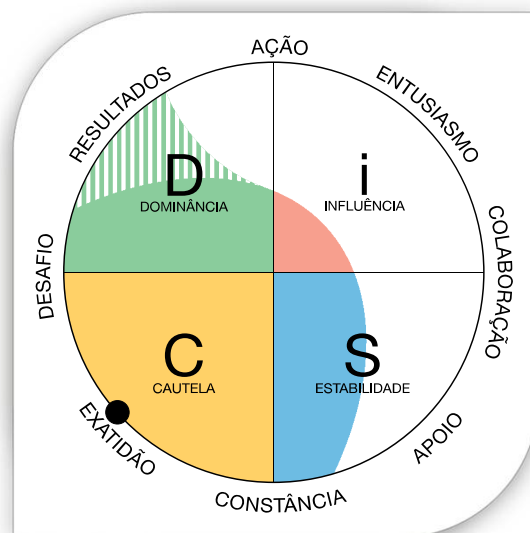 AÇÃO
RESULTADOS
ENTUSIASMO
D
DOMINÂNCIA
i
INFLUÊNCIA
DESAFIO
COLABORAÇÃO
C
CAUTELA
S
ESTABILIDADE
EXATIDÃO
APOIO
CONSTÂNCIA